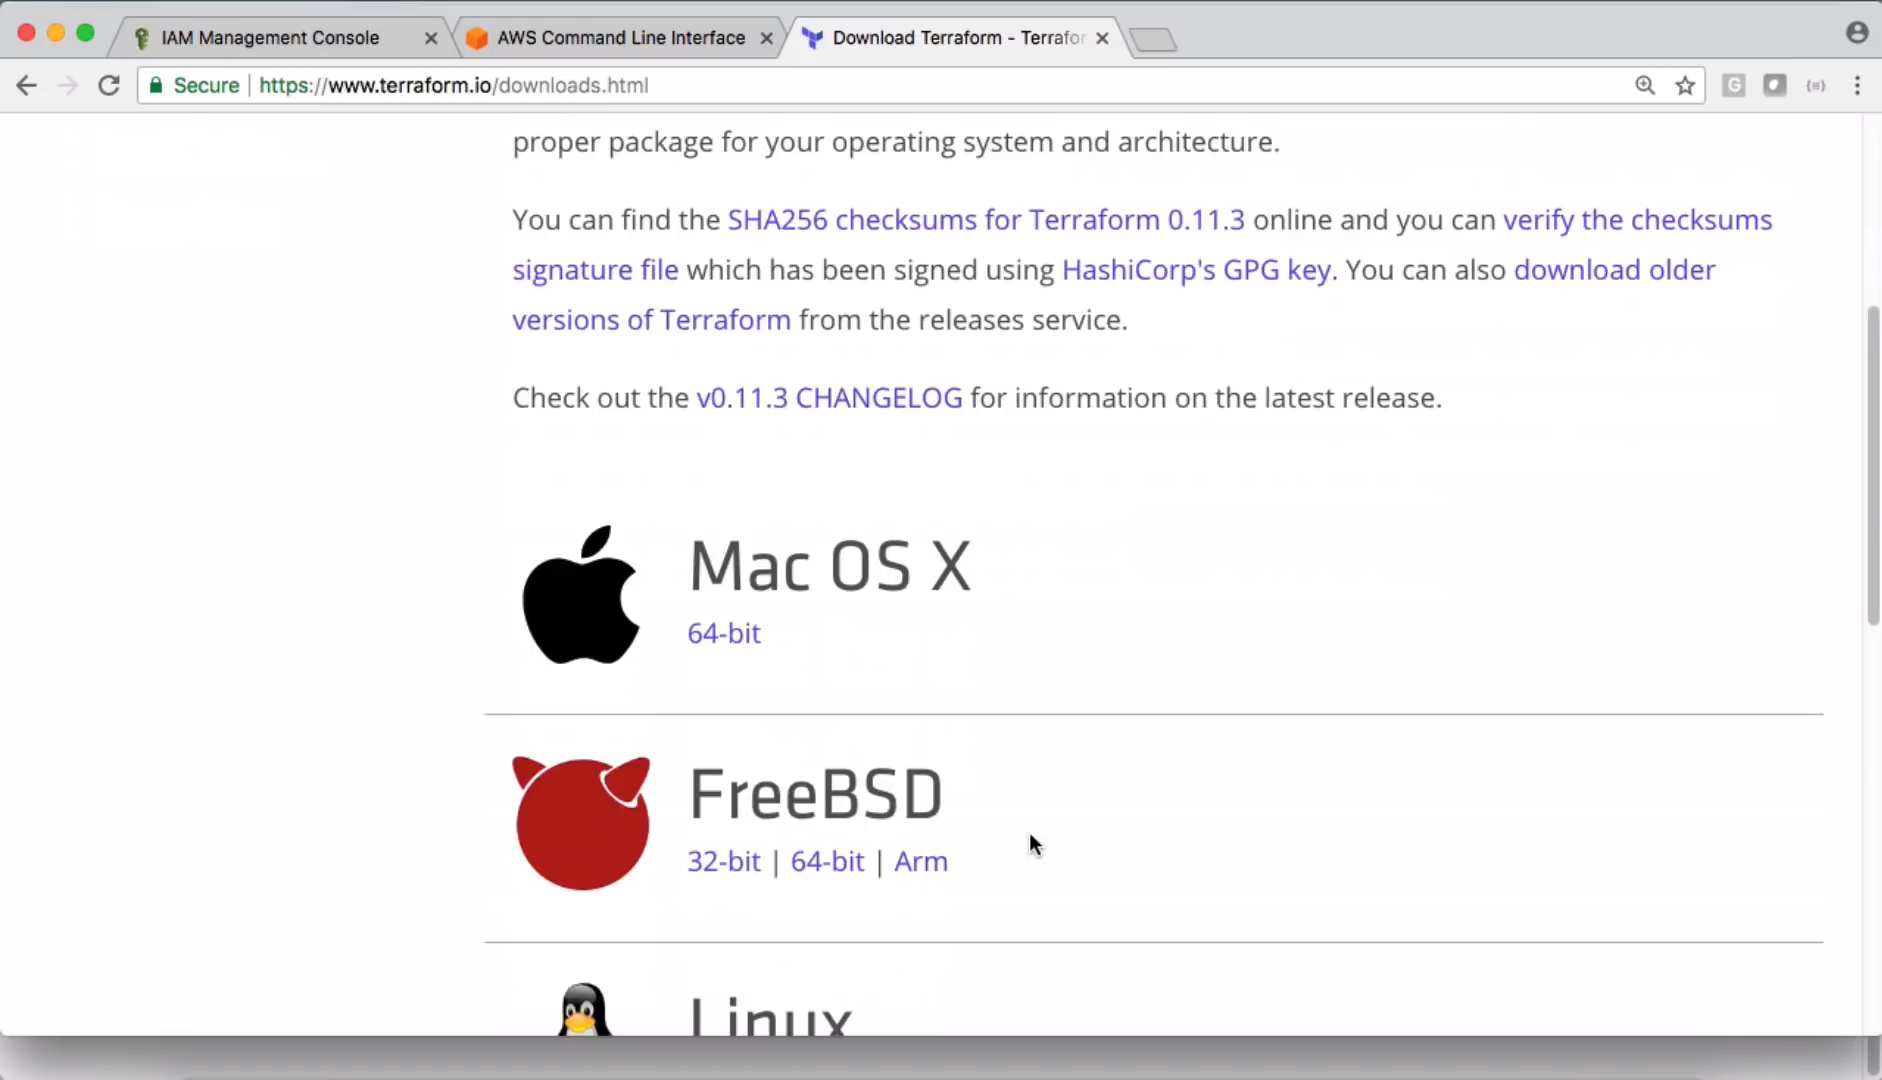 IAM Management Console
AWS Command Line Interface
Download Terraform - Terrafor
Secure
https://www.terraform.io/downloads.html
proper package for your operating system and architecture.
You can find the SHA256 checksums for Terraform 0.11.3 online and you can verify the checksums
signature file which has been signed using HashiCorp's GPG key. You can also download older
versions of Terraform from the releases service.
Check out the v0.11.3 CHANGELOG for information on the latest release.
Mac OS X
64-bit
FreeBSD
32-bit | 64-bit | Arm
Linux